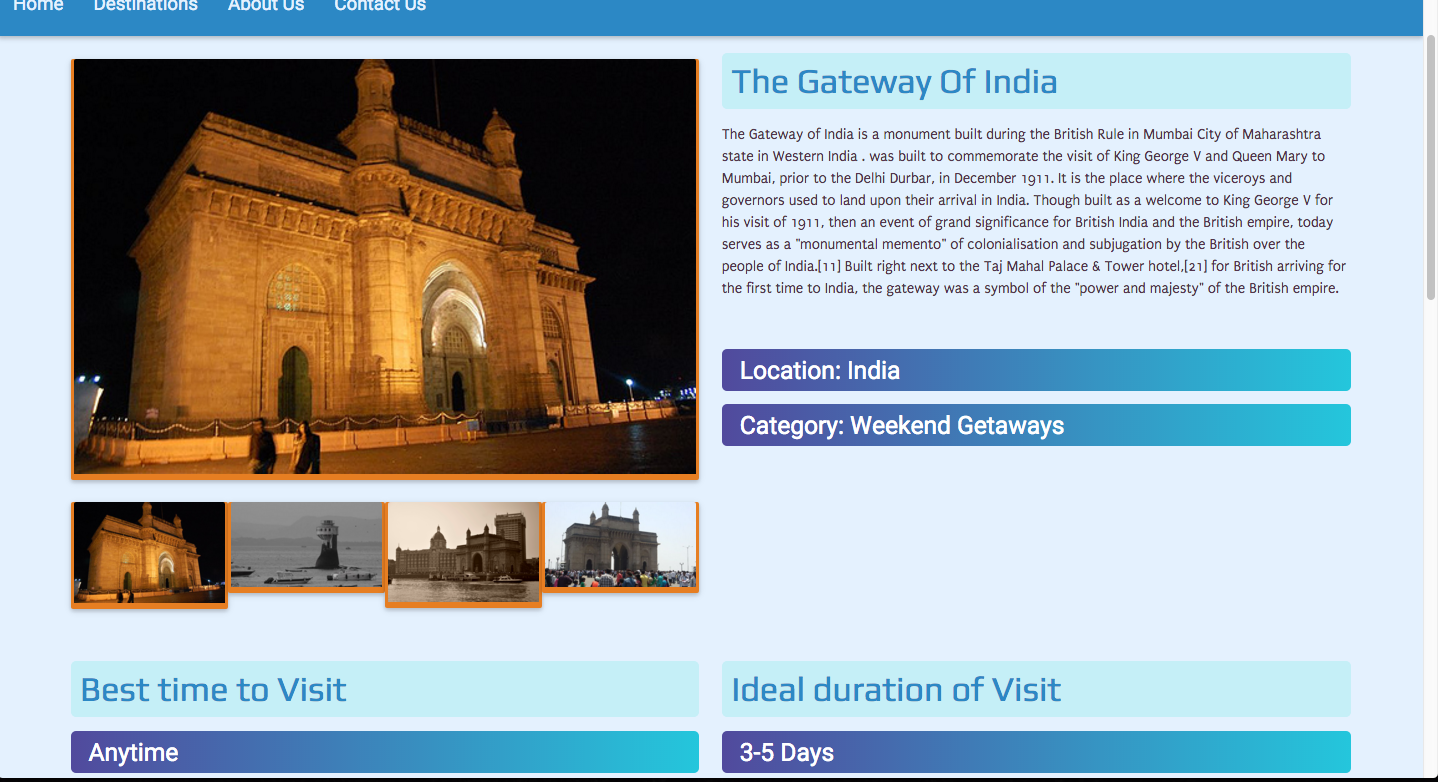 Home Destinations About Us Contact Us
The Gateway Of India
The Gateway of India is a monument built during the British Rule in Mumbai City of Maharashtra
state in Western India . was built to commemorate the visit of King George V and Queen Mary to
Mumbai, prior to the Delhi Durbar, in December 1911. It is the place where the viceroys and
governors used to land upon their arrival in India. Though built as a welcome to King George V for
his visit of 1911, then an event of grand significance for British India and the British empire, today
serves as a "monumental memento" of colonialisation and subjugation by the British over the
people of India.[11] Built right next to the Taj Mahal Palace & Tower hotel,[21] for British arriving for
the first time to India, the gateway was a symbol of the "power and majesty" of the British empire.
Location: India
Category: Weekend Getaways
Best time to Visit
Anytime
Ideal duration of Visit
3-5 Days